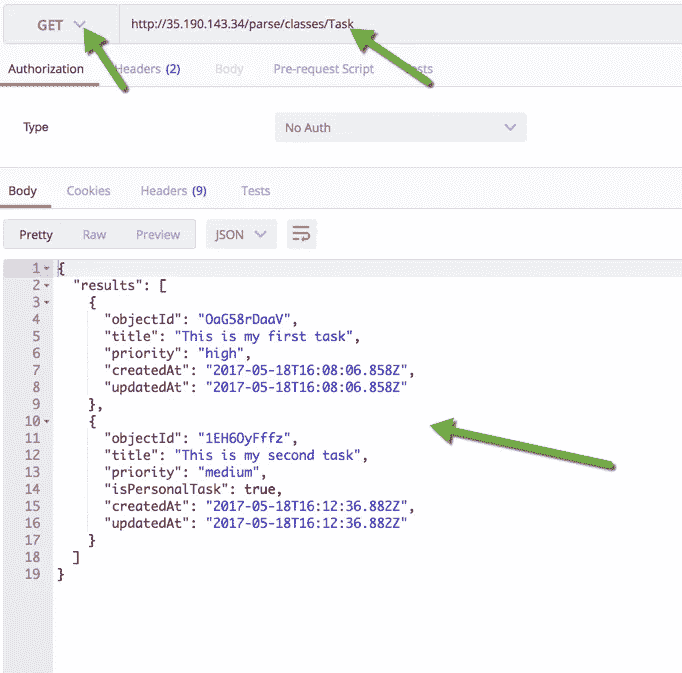 GET http://35.190.143.34/parse/classes/Task
Authorization Headers (2) Body Pre-request Script Tests
Type No Auth
Body Cookies Headers (9) Tests
Pretty Raw Preview JSON
1 {
2 "results": [
3 {
4 "objectId": "OaG58rDaaV",
5 "title": "This is my first task",
6 "priority": "high",
7 "createdAt": "2017-05-18T16:08:06.858Z",
8 "updatedAt": "2017-05-18T16:08:06.858Z"
9 },
10 {
11 "objectId": "1EH6OyFffz",
12 "title": "This is my second task",
13 "priority": "medium",
14 "isPersonalTask": true,
15 "createdAt": "2017-05-18T16:12:36.882Z",
16 "updatedAt": "2017-05-18T16:12:36.882Z"
17 }
18 ]
19 }